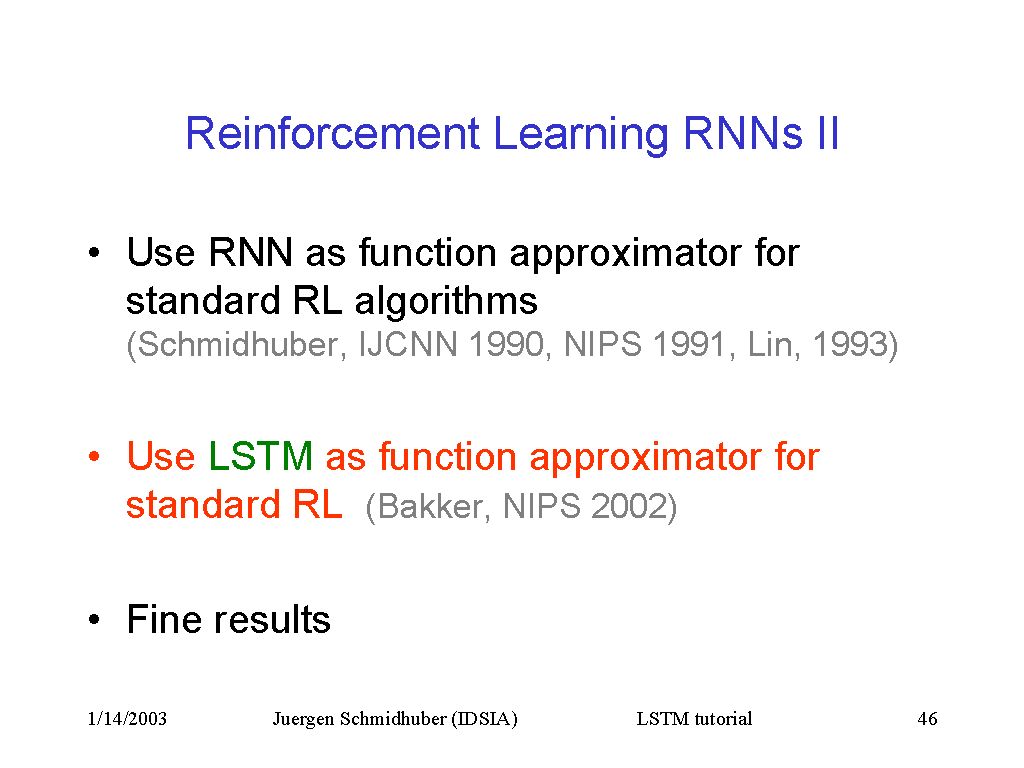 Reinforcement Learning RNNs II
• Use RNN as function approximator for
standard RL algorithms
(Schmidhuber, IJCNN 1990, NIPS 1991, Lin, 1993)
• Use LSTM as function approximator for
standard RL (Bakker, NIPS 2002)
• Fine results
1/14/2003 Juergen Schmidhuber (IDSIA) LSTM tutorial 46